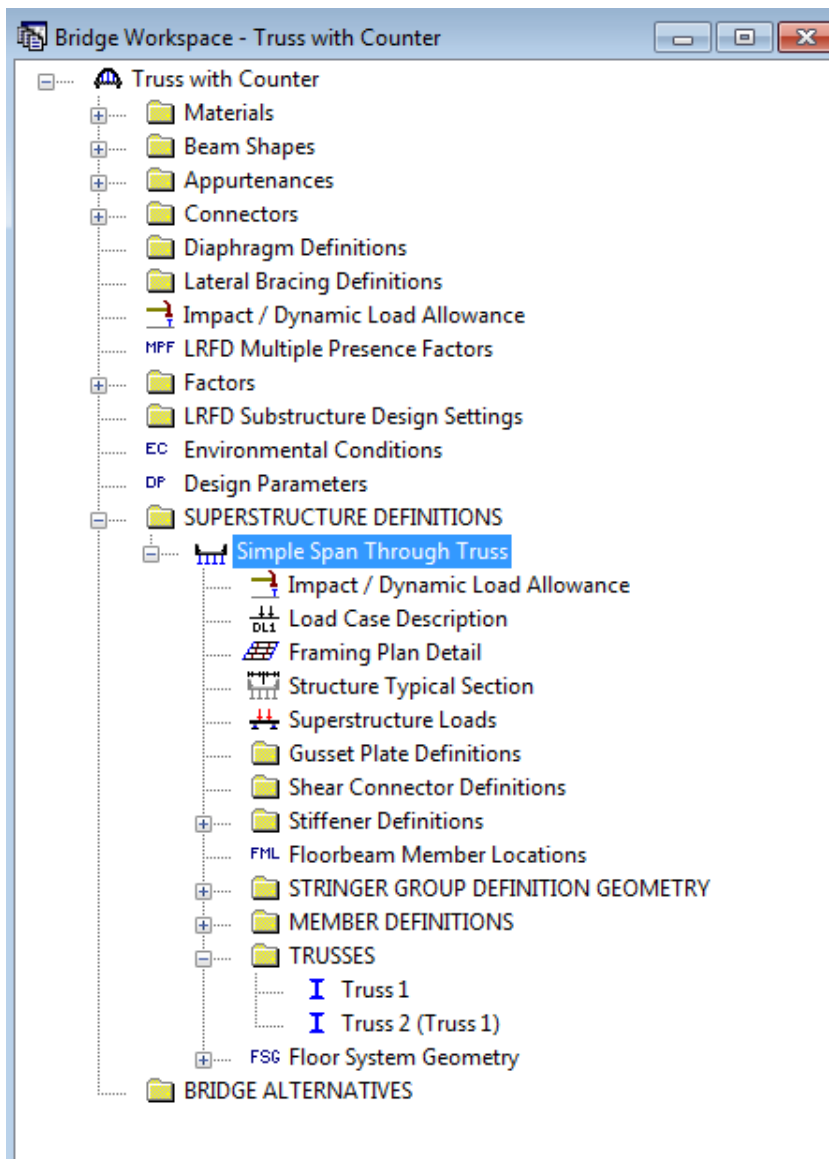 Bridge Workspace - Truss with Counter
Truss with Counter
Materials
Beam Shapes
Appurtenances
Connectors
Diaphragm Definitions
Lateral Bracing Definitions
Impact / Dynamic Load Allowance
MPF LRFD Multiple Presence Factors
Factors
LRFD Substructure Design Settings
EC Environmental Conditions
DP Design Parameters
SUPERSTRUCTURE DEFINITIONS
Simple Span Through Truss
Impact / Dynamic Load Allowance
DL1 Load Case Description
Framing Plan Detail
Structure Typical Section
Superstructure Loads
Gusset Plate Definitions
Shear Connector Definitions
Stiffener Definitions
FML Floorbeam Member Locations
STRINGER GROUP DEFINITION GEOMETRY
MEMBER DEFINITIONS
TRUSSES
Truss 1
Truss 2 (Truss 1)
FSG Floor System Geometry
BRIDGE ALTERNATIVES